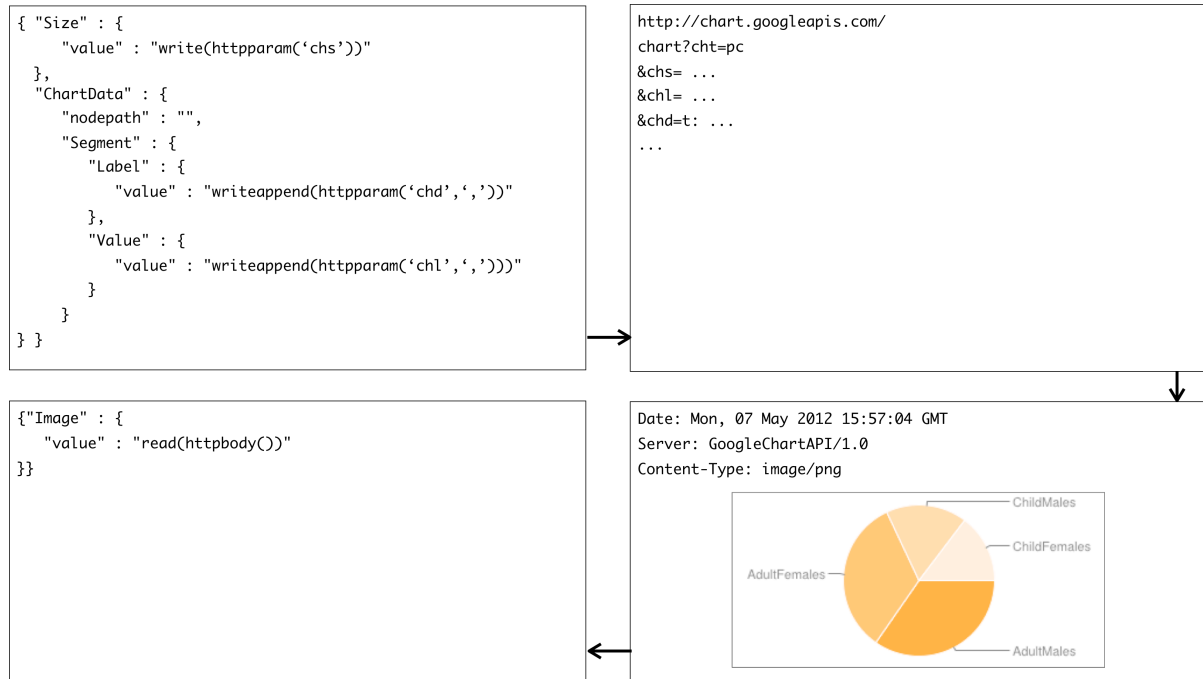 { "Size" : {
"value" : "write(httpparam(‘chs’))"
},
"ChartData" : {
"nodepath" : "",
"Segment" : {
"Label" : {
"value" : "writeappend(httpparam(‘chd’,‘,’))"
},
"Value" : {
"value" : "writeappend(httpparam(‘chl’,‘,’)))"
}
}
} }
http://chart.googleapis.com/
chart?cht=pc
&chs= ...
&chl= ...
&chd=t: ...
...
{"Image" : {
"value" : "read(httpbody())"
}}
Date: Mon, 07 May 2012 15:57:04 GMT
Server: GoogleChartAPI/1.0
Content-Type: image/png
ChildMales
ChildFemales
AdultFemales
AdultMales